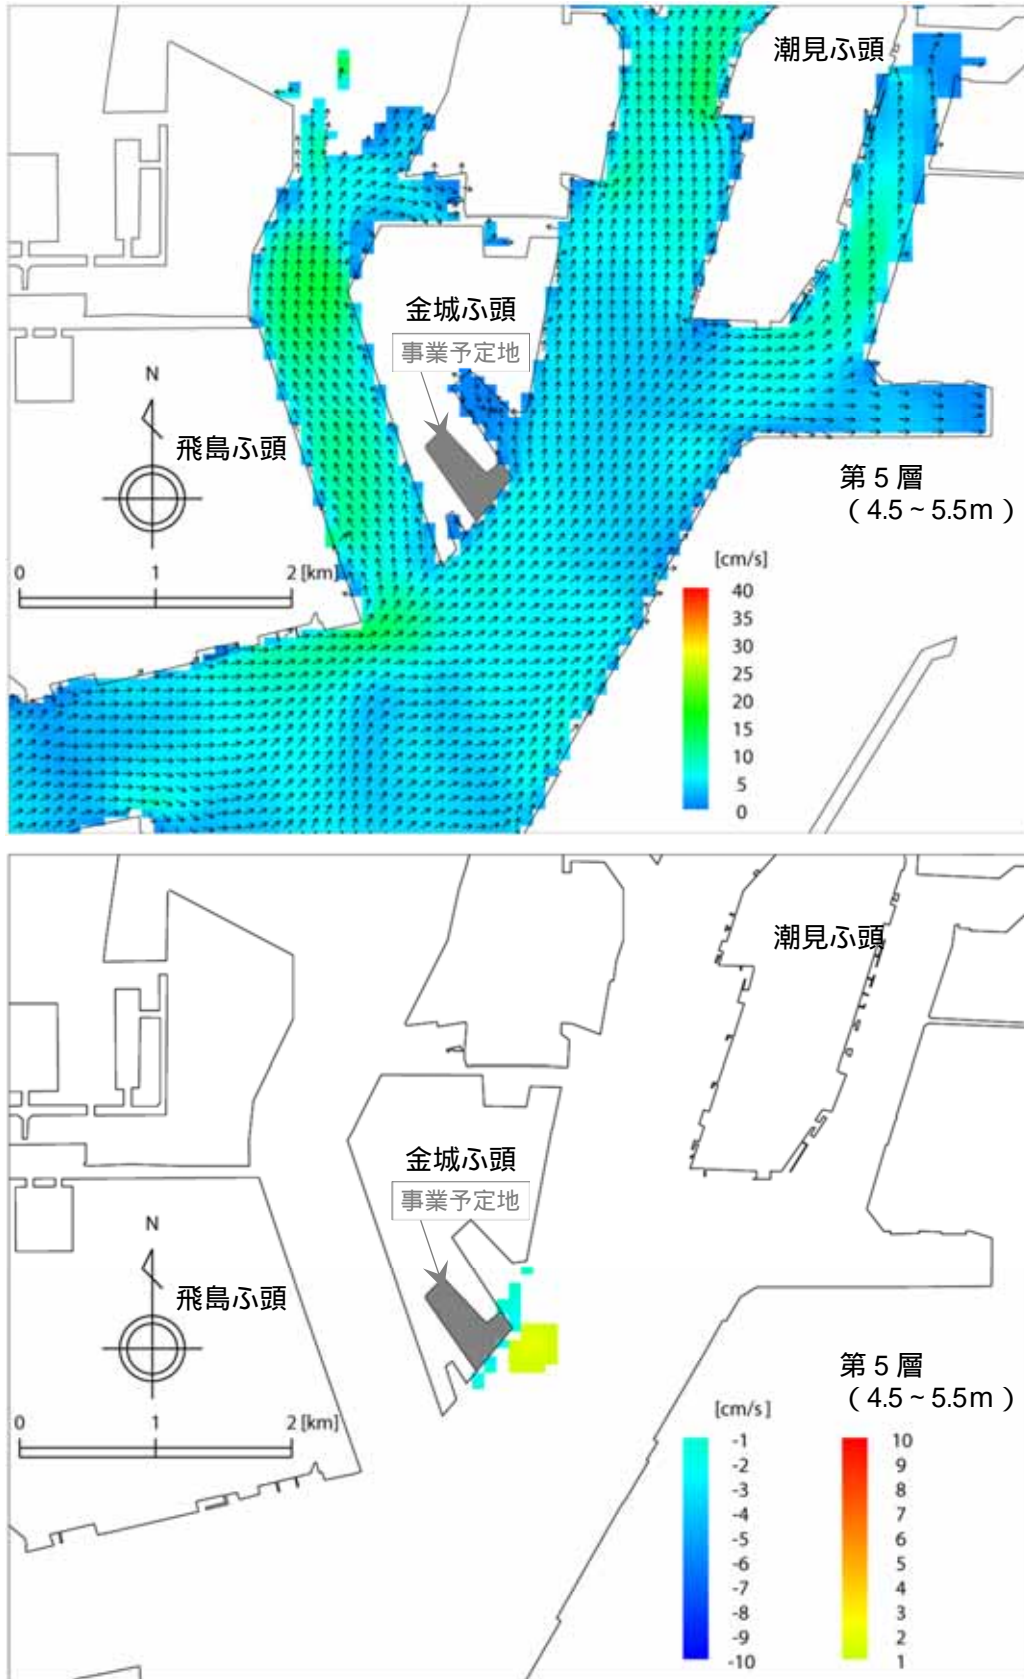 潮見ふ頭
金城ふ頭
事業予定地
N
飛島ふ頭
第5層
（4.5～5.5m）
0 1 2 [km]
[cm/s]
40
35
30
25
20
15
10
5
0
潮見ふ頭
金城ふ頭
事業予定地
N
飛島ふ頭
第5層
（4.5～5.5m）
0 1 2 [km]
[cm/s]
-1 10
-2 9
-3 8
-4 7
-5 6
-6 5
-7 4
-8 3
-9 2
-10 1